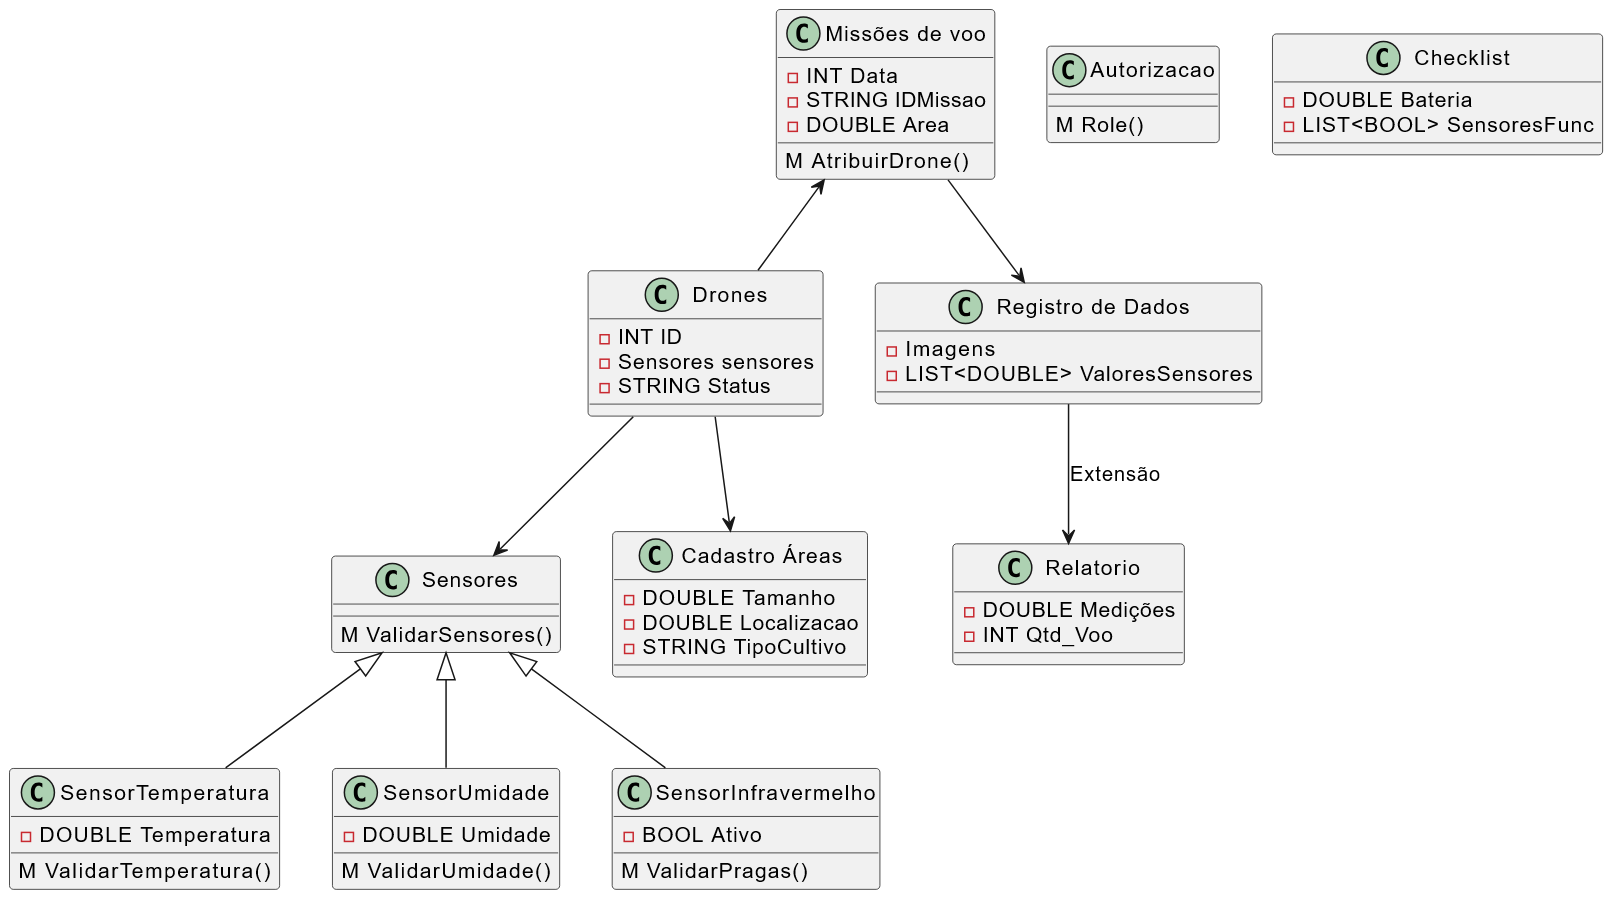 C Missões de voo
INT Data
STRING IDMissao
DOUBLE Area
M AtribuirDrone()
C Autorizacao
M Role()
C Checklist
DOUBLE Bateria
LIST<BOOL> SensoresFunc
C Drones
INT ID
Sensores sensores
STRING Status
C Registro de Dados
Imagens
LIST<DOUBLE> ValoresSensores
Extensão
C Sensores
M ValidarSensores()
C Cadastro Áreas
DOUBLE Tamanho
DOUBLE Localizacao
STRING TipoCultivo
C Relatorio
DOUBLE Medições
INT Qtd_Voo
C SensorTemperatura
DOUBLE Temperatura
M ValidarTemperatura()
C SensorUmidade
DOUBLE Umidade
M ValidarUmidade()
C SensorInfravermelho
BOOL Ativo
M ValidarPragas()